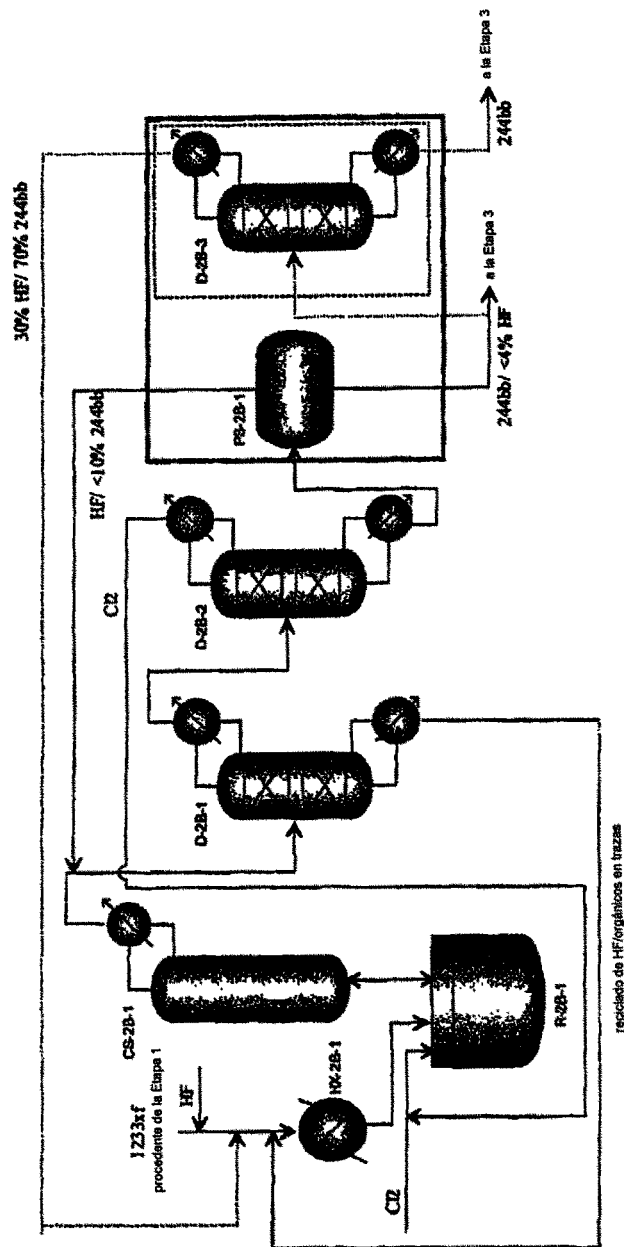 30% HF/ 70% 244bb
HF/ <10% 244bb
Cl2
D-2B-3
PS-2B-1
D-2B-2
D-2B-1
CS-2B-1
244bb
a la Etapa 3
244bb/ <4% HF
a la Etapa 3
1233xf
procedente de la Etapa 1
HF
HX-2B-1
R-2B-1
Cl2
reciclado de HF/orgánicos en trazas